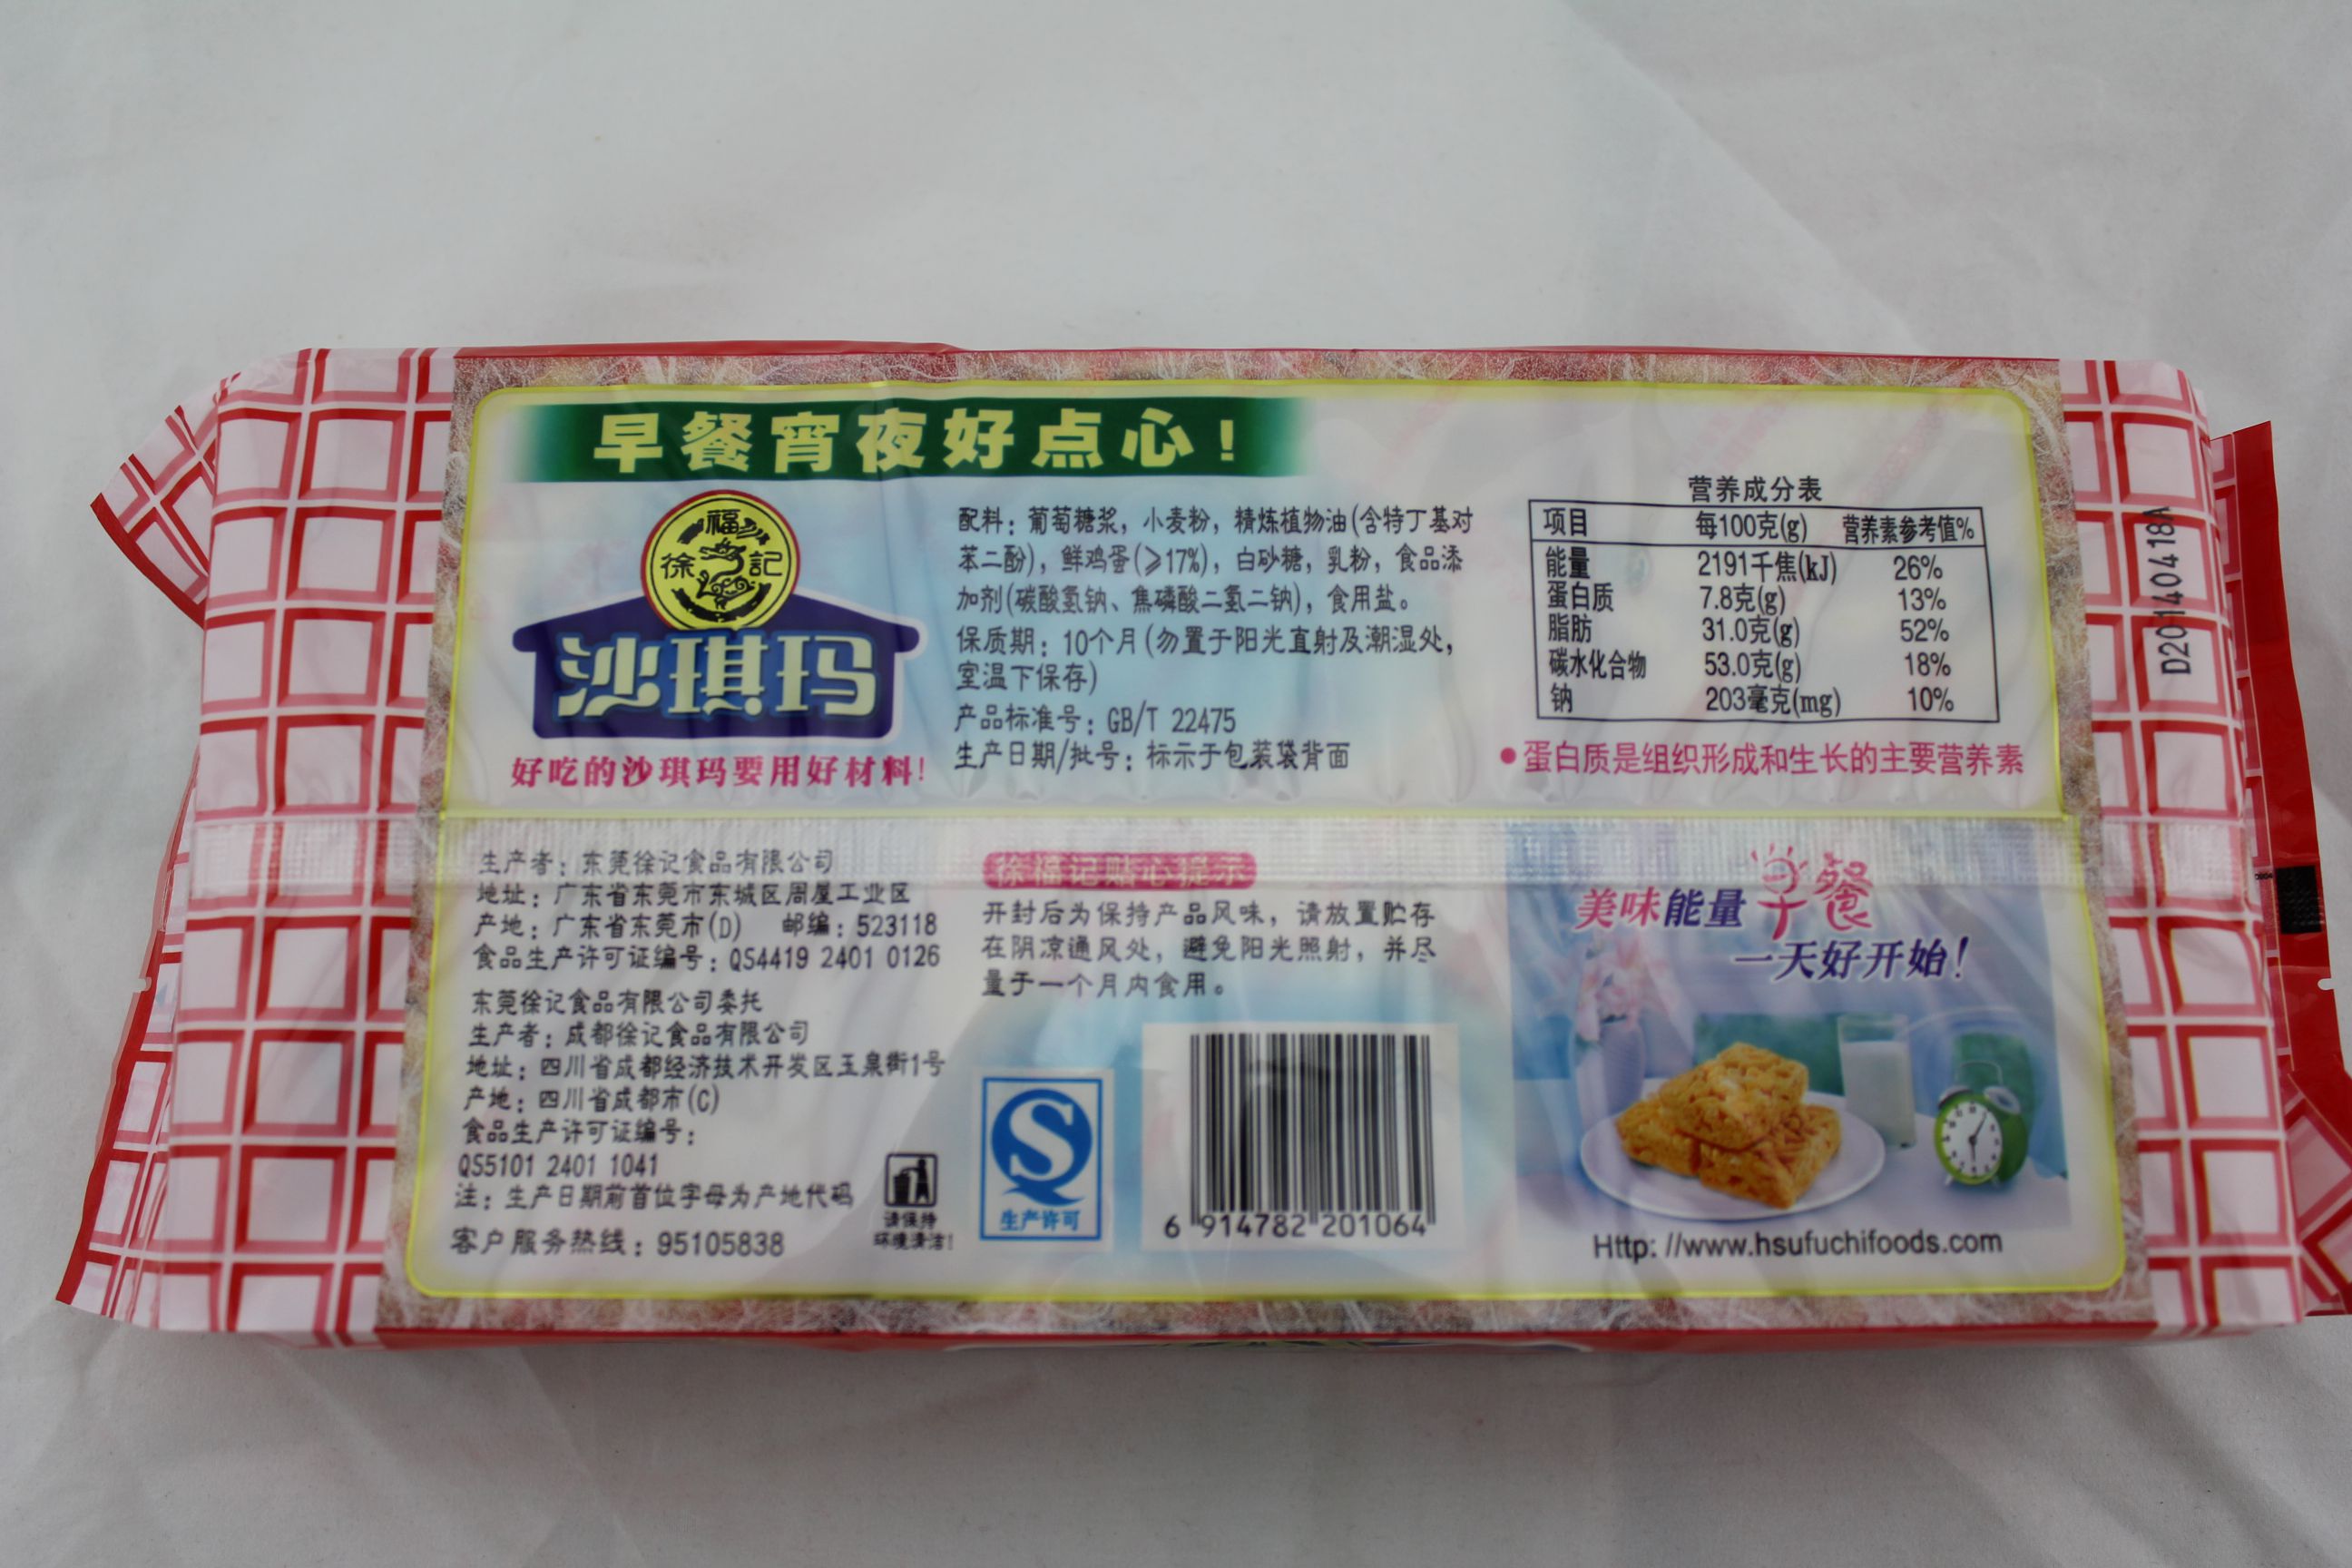 早餐宵夜好点心！
福
徐 記
沙琪玛
好吃的沙琪玛要用好材料！
配料：葡萄糖浆，小麦粉，精炼植物油(含特丁基对
苯二酚)，鲜鸡蛋(≥17%)，白砂糖，乳粉，食品添
加剂(碳酸氢钠、焦磷酸二氢二钠)，食用盐。
保质期：10个月(勿置于阳光直射及潮湿处，
室温下保存)
产品标准号：GB/T 22475
生产日期/批号：标示于包装袋背面
营养成分表
项目 每100克(g) 营养素参考值%
能量 2191千焦(kJ) 26%
蛋白质 7.8克(g) 13%
脂肪 31.0克(g) 52%
碳水化合物 53.0克(g) 18%
钠 203毫克(mg) 10%
●蛋白质是组织形成和生长的主要营养素
D20140418A
生产者：东莞徐记食品有限公司
地址：广东省东莞市东城区周屋工业区
产地：广东省东莞市(D) 邮编：523118
食品生产许可证编号：QS4419 2401 0126
东莞徐记食品有限公司委托
生产者：成都徐记食品有限公司
地址：四川省成都经济技术开发区玉泉街1号
产地：四川省成都市(C)
食品生产许可证编号：
QS5101 2401 1041
注：生产日期前首位字母为产地代码
客户服务热线：95105838
请保持
环境清洁！
徐福记贴心提示
开封后为保持产品风味，请放置贮存
在阴凉通风处，避免阳光照射，并尽
量于一个月内食用。
生产许可
6 914782 201064
美味能量早餐
一天好开始！
Http: //www.hsufuchifoods.com